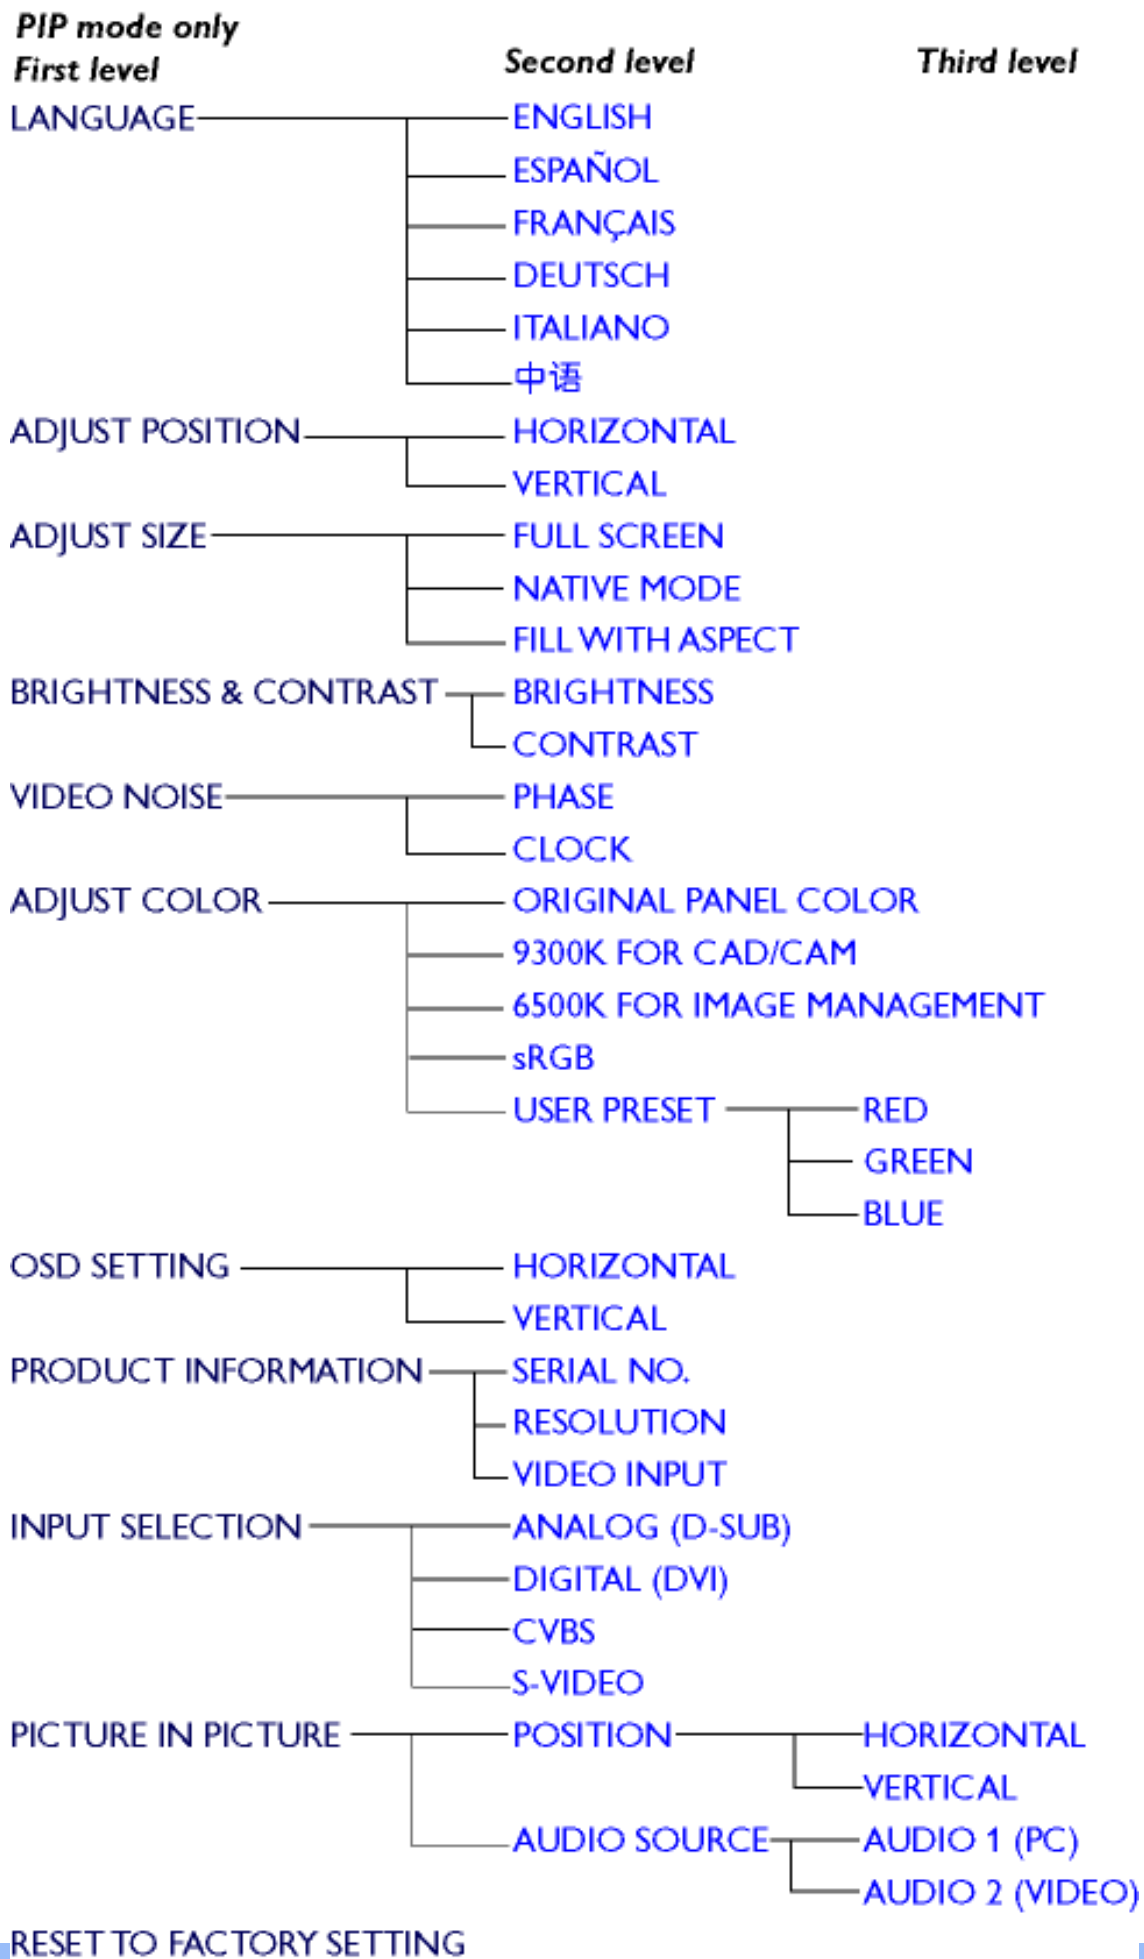 PIP mode only
First level Second level Third level
LANGUAGE ENGLISH
ESPAÑOL
FRANÇAIS
DEUTSCH
ITALIANO
中语
ADJUST POSITION HORIZONTAL
VERTICAL
ADJUST SIZE FULL SCREEN
NATIVE MODE
FILL WITH ASPECT
BRIGHTNESS & CONTRAST BRIGHTNESS
CONTRAST
VIDEO NOISE PHASE
CLOCK
ADJUST COLOR ORIGINAL PANEL COLOR
9300K FOR CAD/CAM
6500K FOR IMAGE MANAGEMENT
sRGB
USER PRESET RED
GREEN
BLUE
OSD SETTING HORIZONTAL
VERTICAL
PRODUCT INFORMATION SERIAL NO.
RESOLUTION
VIDEO INPUT
INPUT SELECTION ANALOG (D-SUB)
DIGITAL (DVI)
CVBS
S-VIDEO
PICTURE IN PICTURE POSITION HORIZONTAL
VERTICAL
AUDIO SOURCE AUDIO 1 (PC)
AUDIO 2 (VIDEO)
RESET TO FACTORY SETTING